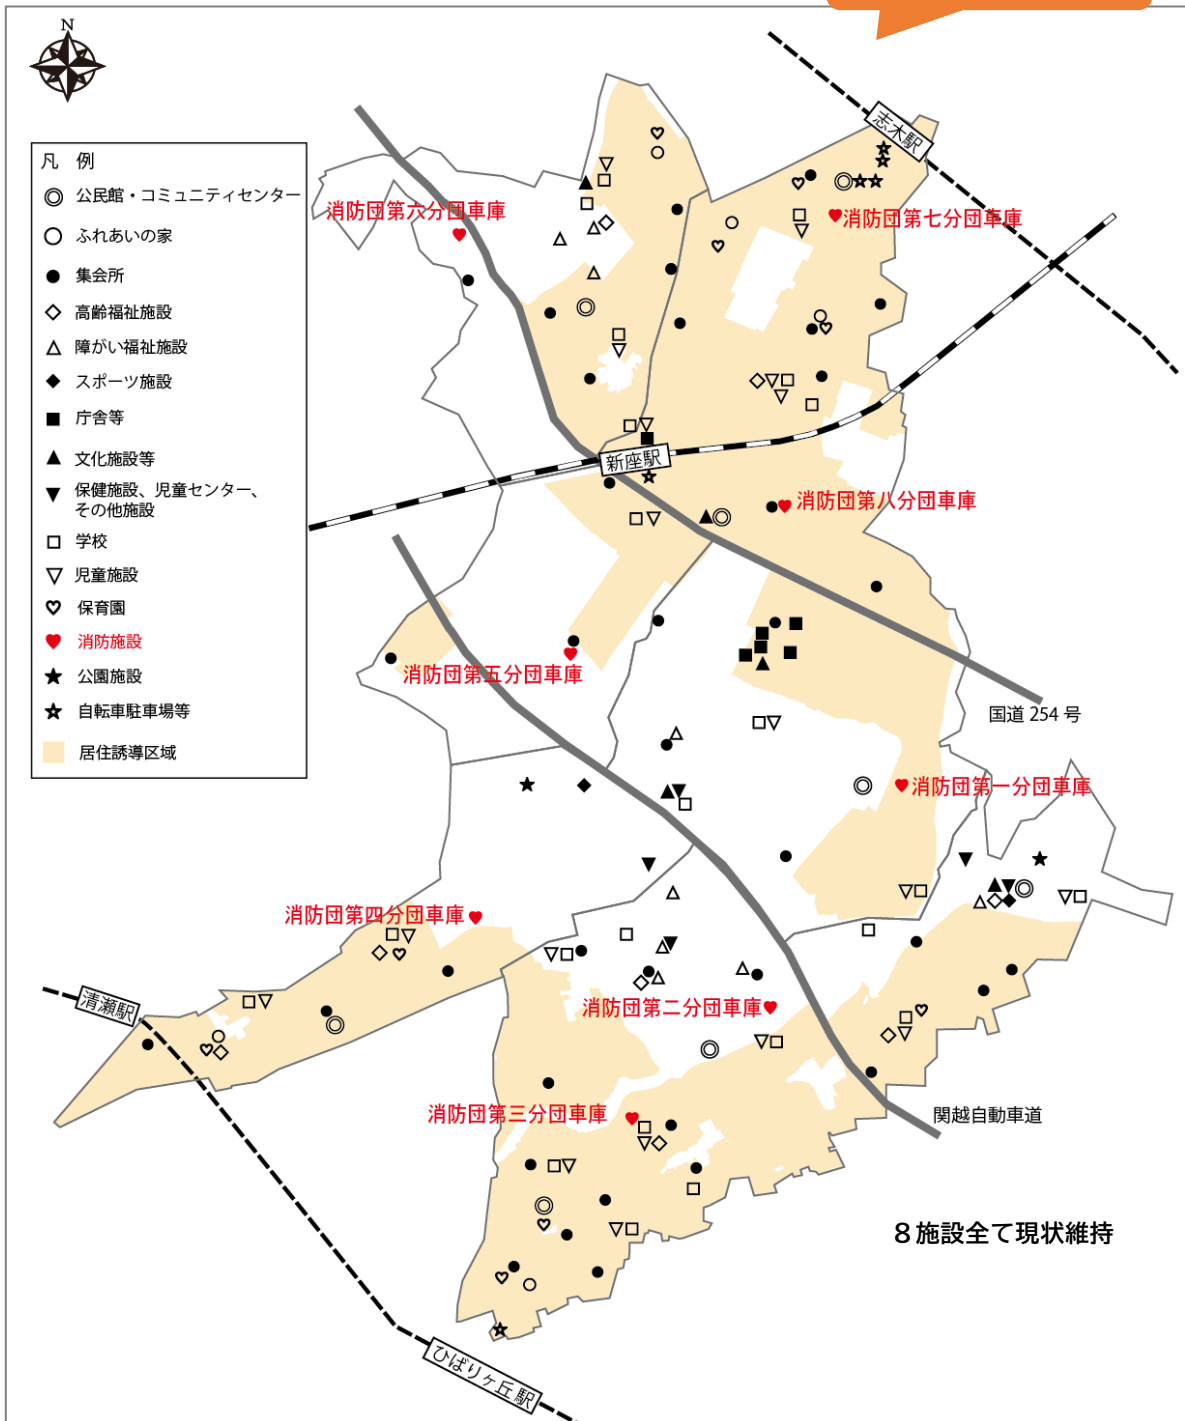 N
志木駅
凡 例
公民館・コミュニティセンター
ふれあいの家
集会所
高齢福祉施設
障がい福祉施設
スポーツ施設
庁舎等
文化施設等
保健施設、児童センター、
その他施設
学校
児童施設
保育園
消防施設
公園施設
自転車駐車場等
居住誘導区域
消防団第六分団車庫
消防団第七分団車庫
新座駅
消防団第八分団車庫
消防団第五分団車庫
国道 254 号
消防団第一分団車庫
消防団第四分団車庫
清瀬駅
消防団第二分団車庫
消防団第三分団車庫
関越自動車道
8 施設全て現状維持
ひばりヶ丘駅